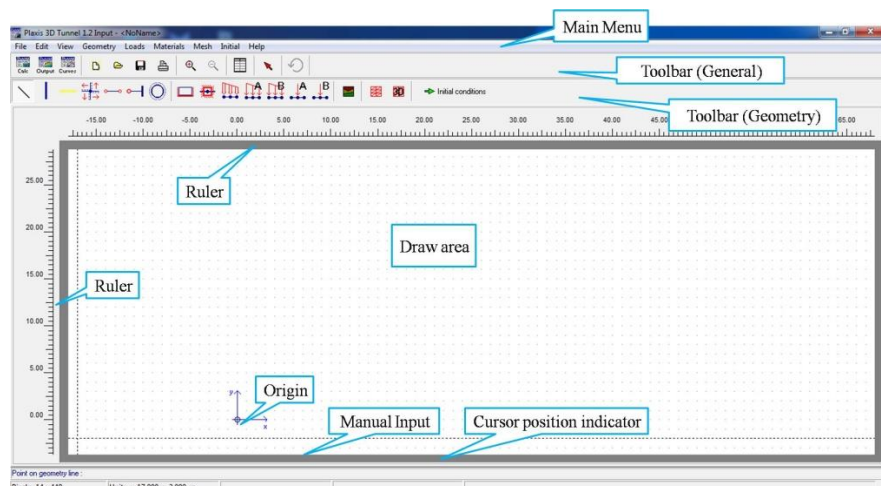 Plaxis 3D Tunnel 1.2 Input - <NoName>
Main Menu
File Edit View Geometry Loads Materials Mesh Initial Help
Calc Output Curves
Toolbar (General)
A B A B 3D Initial conditions
Toolbar (Geometry)
-15.00 -10.00 -5.00 0.00 5.00 10.00 15.00 20.00 25.00 30.00 35.00 40.00 45.00 65.00
25.00
Ruler
20.00
Draw area
15.00
Ruler
10.00
5.00
y
Origin
0.00
x
Manual Input
Cursor position indicator
Point on geometry line :